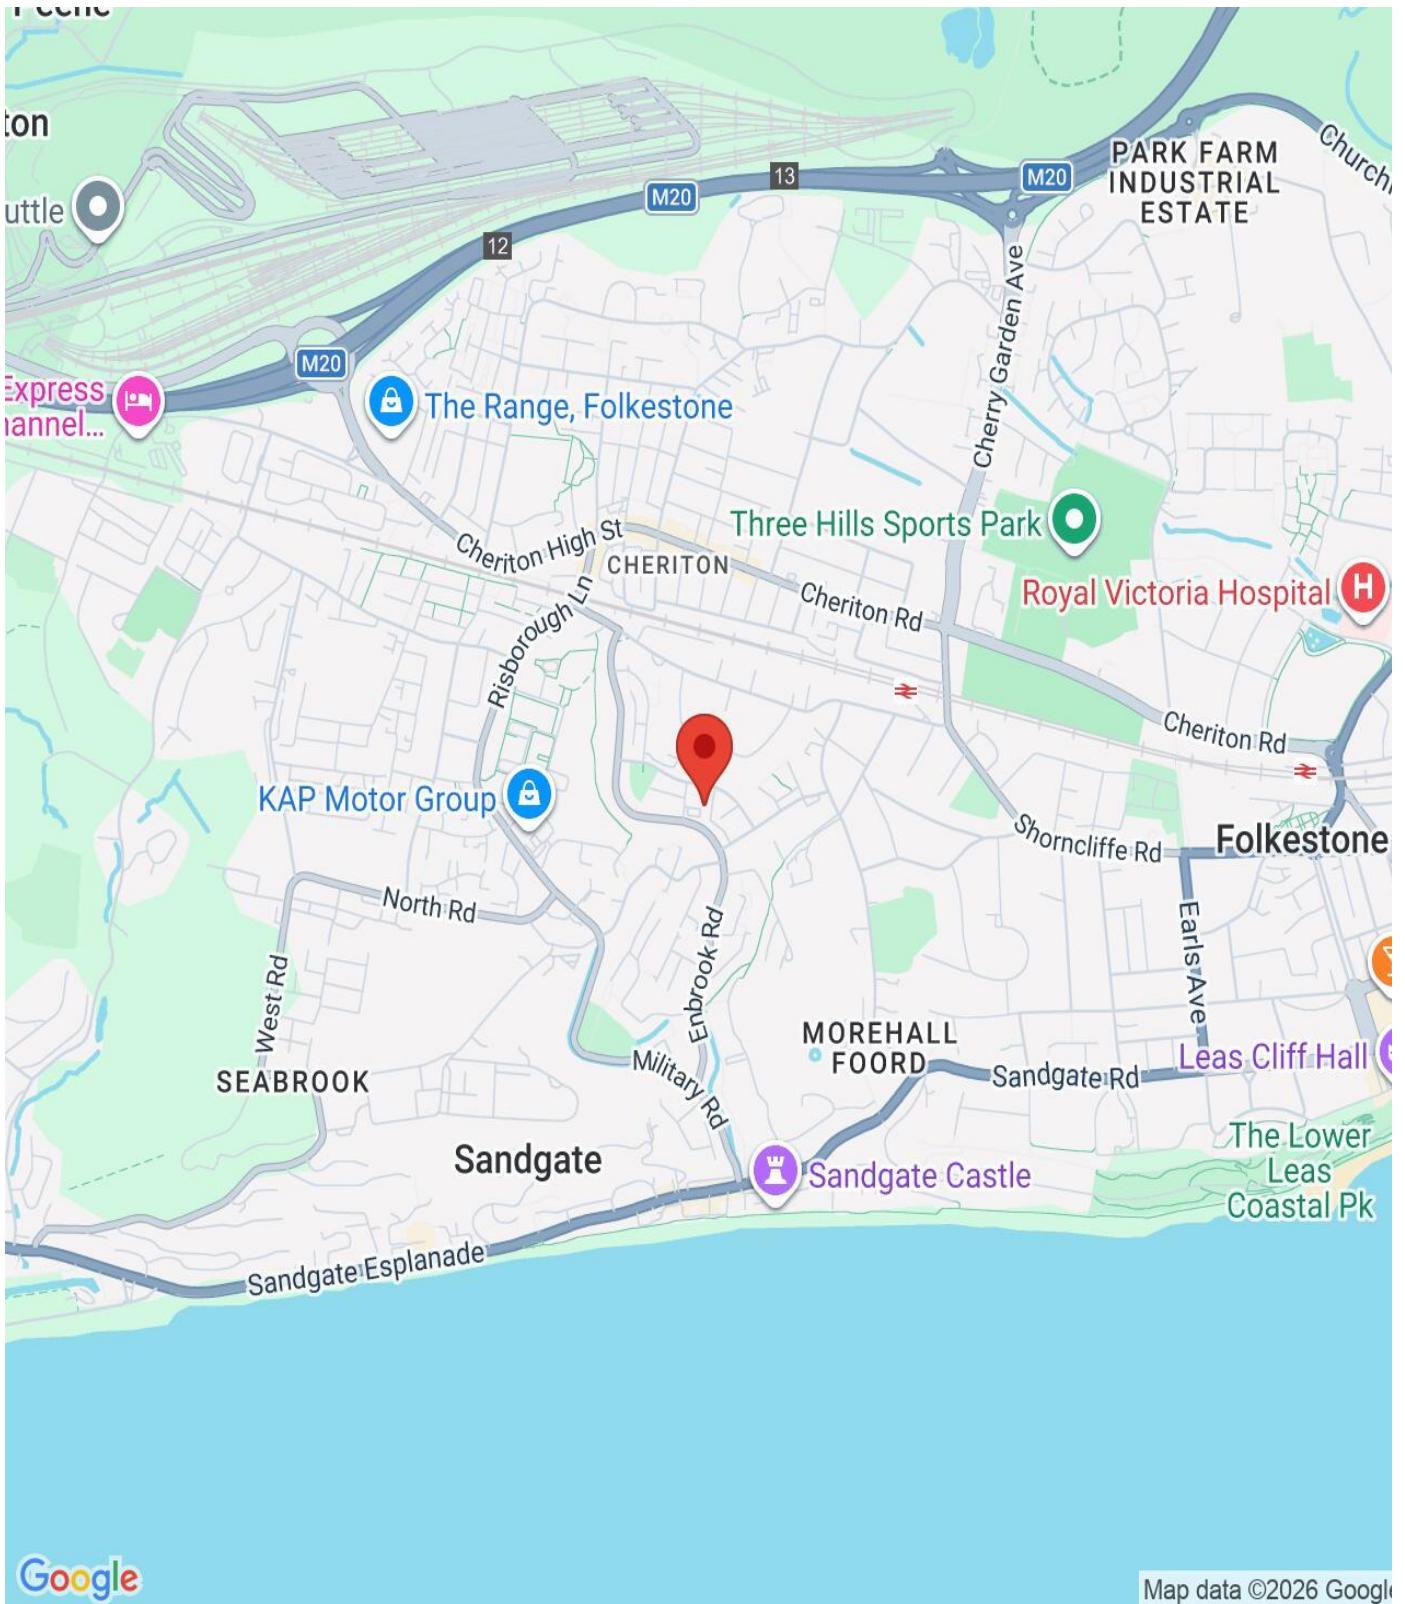 ton
uttle
PARK FARM
INDUSTRIAL
ESTATE
M20
13
M20
12
M20
Express
hannel...
The Range, Folkestone
Cherry Garden Ave
Cheriton High St
CHERITON
Three Hills Sports Park
Royal Victoria Hospital
H
Cheriton Rd
Risborough Ln
Cheriton Rd
KAP Motor Group
Shorncliffe Rd
Folkestone
North Rd
Earls Ave
West Rd
Enbrook Rd
MOREHALL
FOORD
Leas Cliff Hall
Sandgate Rd
SEABROOK
Military Rd
The Lower
Leas
Coastal Pk
Sandgate
Sandgate Castle
Sandgate Esplanade
Google
Map data ©2026 Google